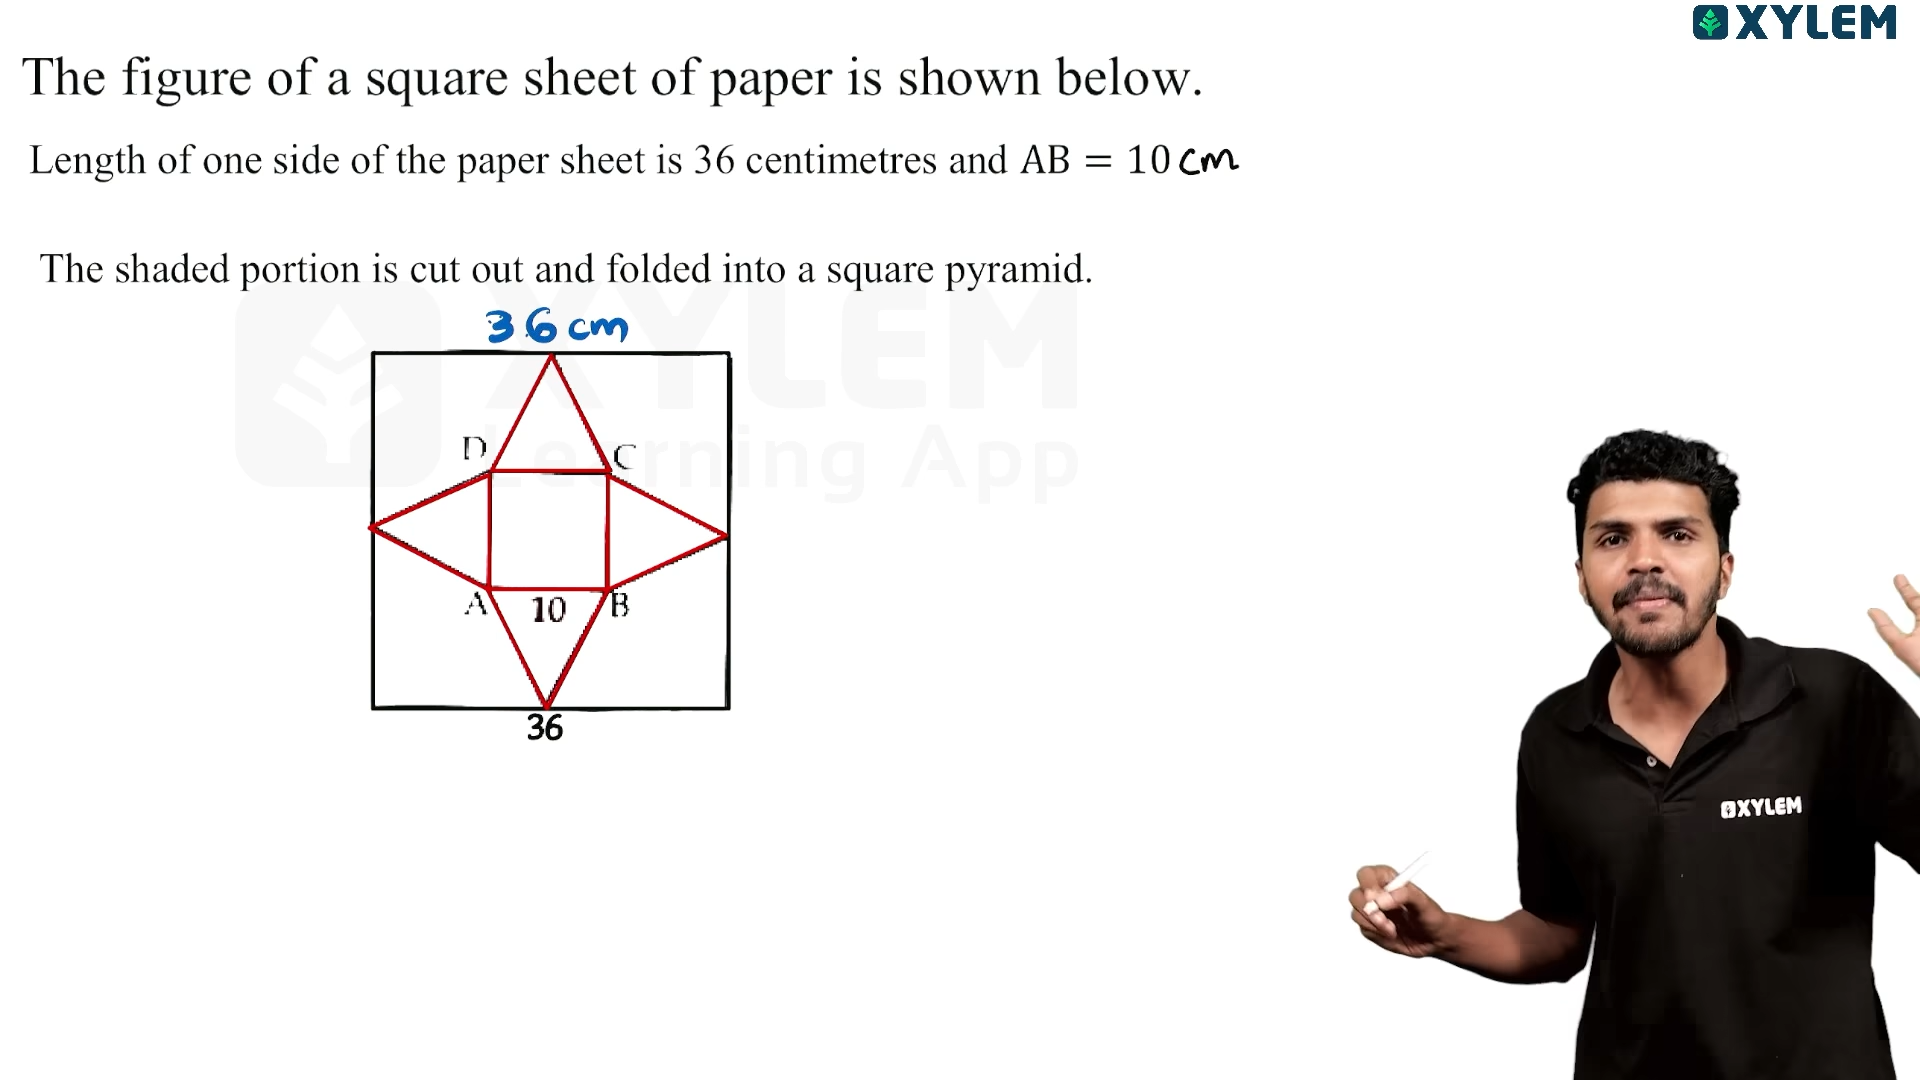 XYLEM
The figure of a square sheet of paper is shown below.
Length of one side of the paper sheet is 36 centimetres and AB = 10 cm
The shaded portion is cut out and folded into a square pyramid.
36 cm
XYLEM
Learning App
D
C
A
10
B
36
XYLEM